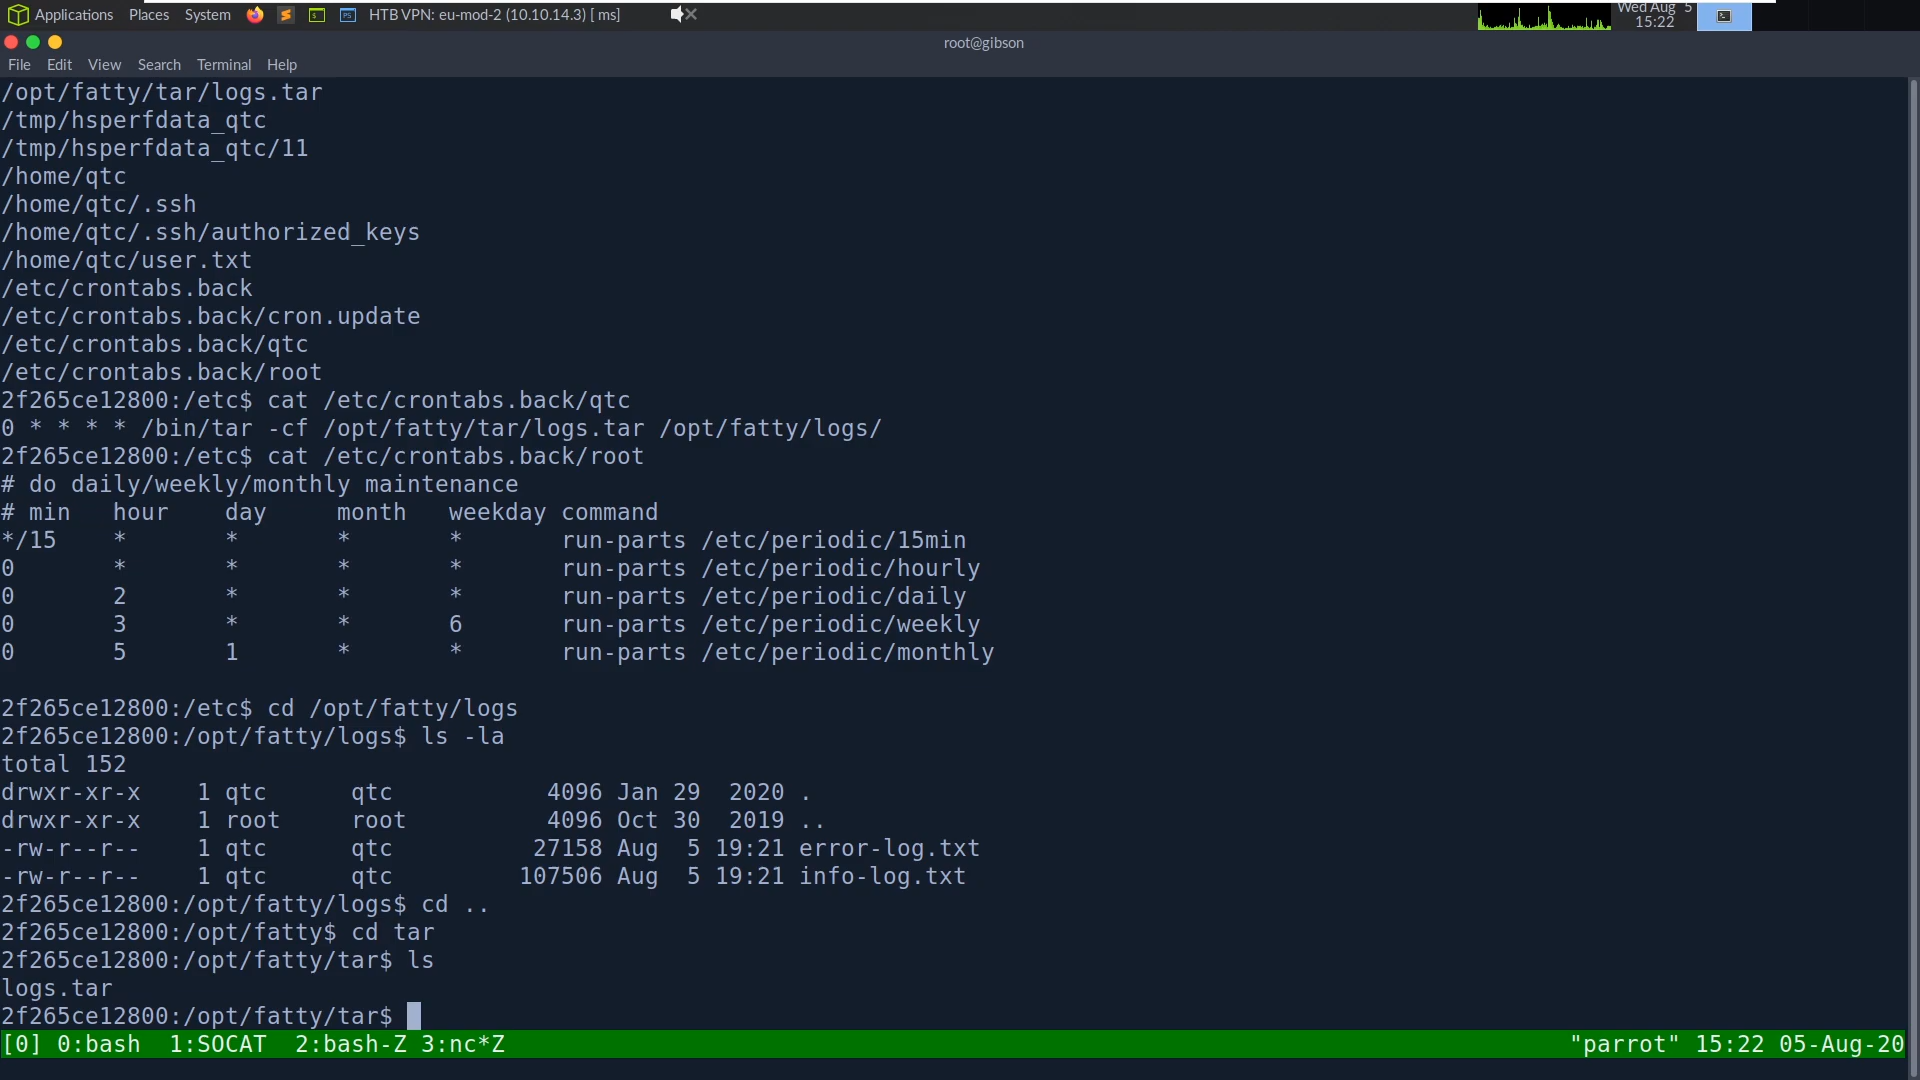 Applications Places System HTB VPN: eu-mod-2 (10.10.14.3) [ ms] Wed Aug 5
15:22
root@gibson
File Edit View Search Terminal Help
/opt/fatty/tar/logs.tar
/tmp/hsperfdata_qtc
/tmp/hsperfdata_qtc/11
/home/qtc
/home/qtc/.ssh
/home/qtc/.ssh/authorized_keys
/home/qtc/user.txt
/etc/crontabs.back
/etc/crontabs.back/cron.update
/etc/crontabs.back/qtc
/etc/crontabs.back/root
2f265ce12800:/etc$ cat /etc/crontabs.back/qtc
0 * * * * /bin/tar -cf /opt/fatty/tar/logs.tar /opt/fatty/logs/
2f265ce12800:/etc$ cat /etc/crontabs.back/root
# do daily/weekly/monthly maintenance
# min   hour    day     month   weekday command
*/15    *       *       *       *       run-parts /etc/periodic/15min
0       *       *       *       *       run-parts /etc/periodic/hourly
0       2       *       *       *       run-parts /etc/periodic/daily
0       3       *       *       6       run-parts /etc/periodic/weekly
0       5       1       *       *       run-parts /etc/periodic/monthly
2f265ce12800:/etc$ cd /opt/fatty/logs
2f265ce12800:/opt/fatty/logs$ ls -la
total 152
drwxr-xr-x    1 qtc      qtc           4096 Jan 29  2020 .
drwxr-xr-x    1 root     root          4096 Oct 30  2019 ..
-rw-r--r--    1 qtc      qtc          27158 Aug  5 19:21 error-log.txt
-rw-r--r--    1 qtc      qtc         107506 Aug  5 19:21 info-log.txt
2f265ce12800:/opt/fatty/logs$ cd ..
2f265ce12800:/opt/fatty$ cd tar
2f265ce12800:/opt/fatty/tar$ ls
logs.tar
2f265ce12800:/opt/fatty/tar$
[0] 0:bash  1:SOCAT  2:bash-Z 3:nc*Z "parrot" 15:22 05-Aug-20